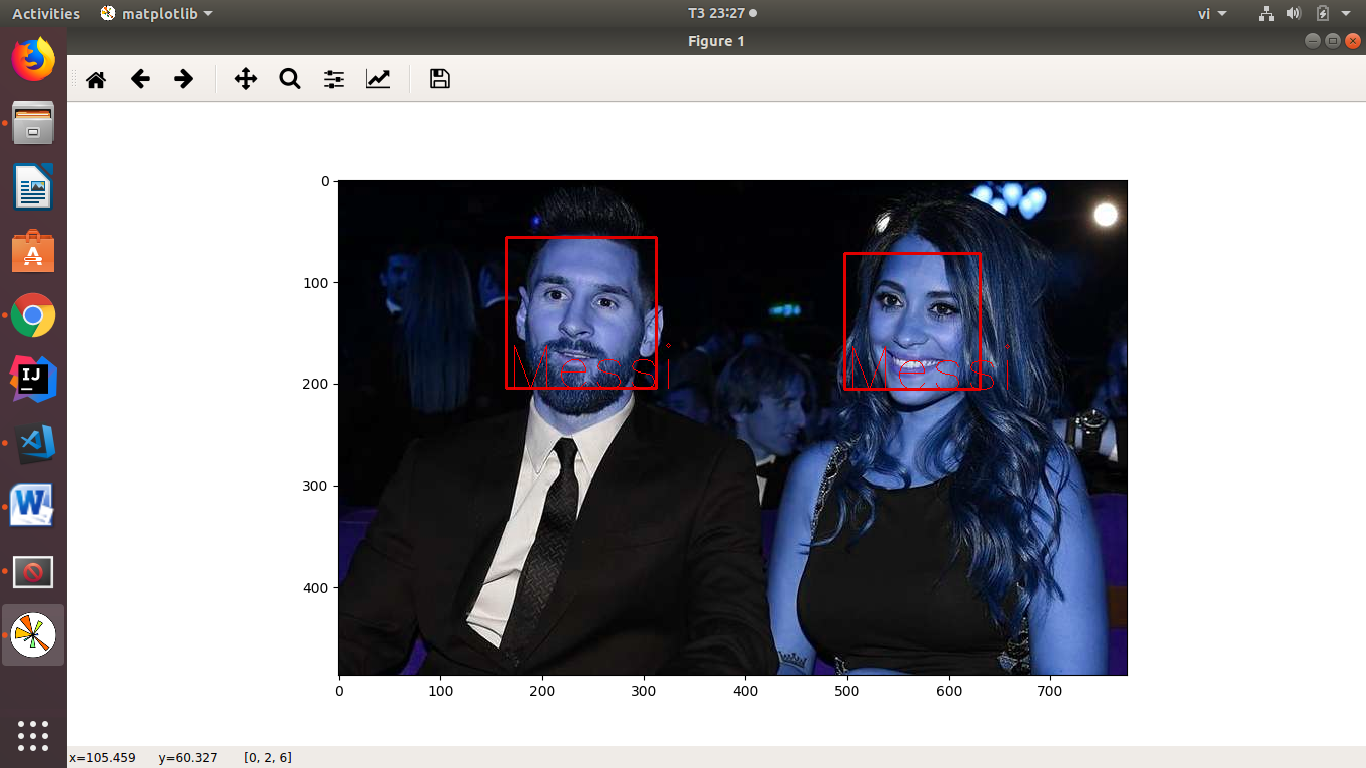 Activities matplotlib T3 23:27 vi
Figure 1
0
100
200
300
400
Messi Mess
0 100 200 300 400 500 600 700
x=105.459 y=60.327 [0, 2, 6]